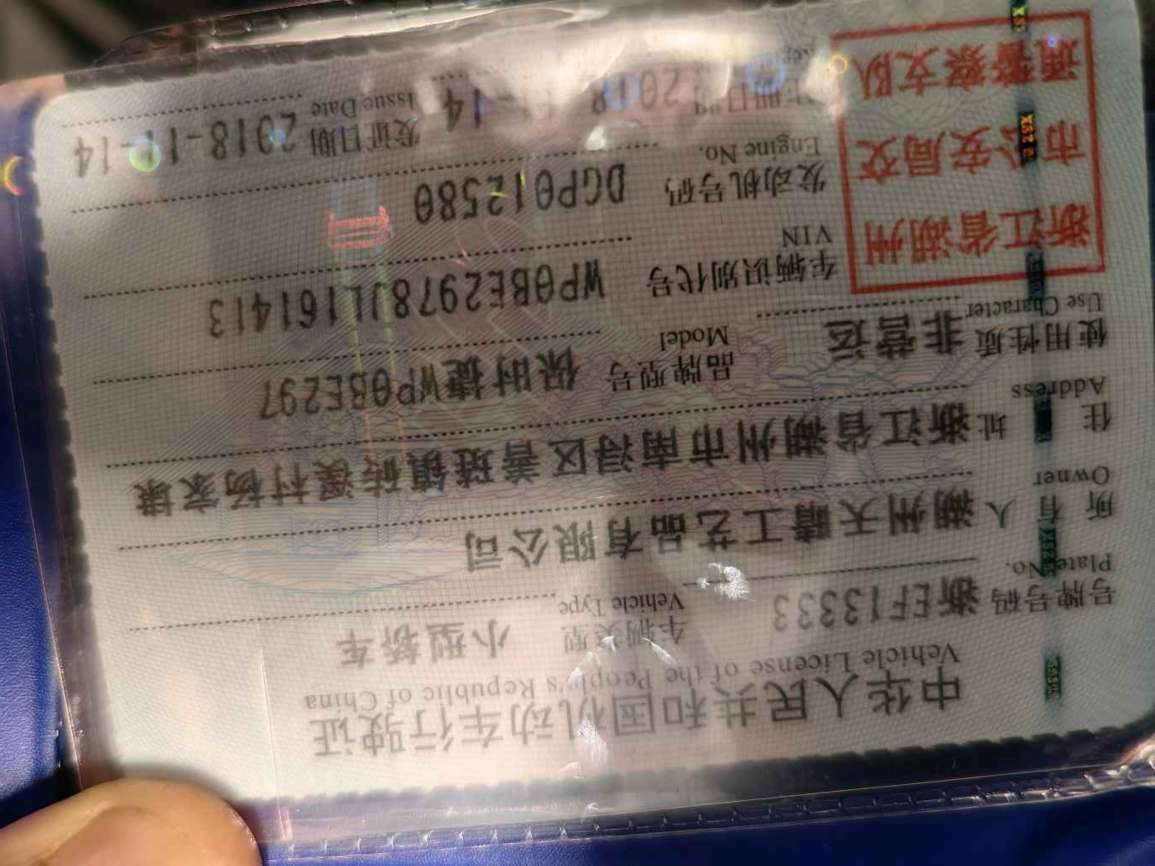 中华人民共和国机动车行驶证
Vehicle License of the People's Republic of China
号牌号码 浙EF13333 车辆类型 小型轿车
Plate No. Vehicle Type
所有人 湖州天晴工艺品有限公司
Owner
住址 浙江省湖州市南浔区善琏镇砖溪村杨家埭
Address
使用性质 非营运 品牌型号 保时捷WP0BE297
Use Character Model
浙江省湖州
市公安局交
通警察支队
车辆识别代号 WP0BE2978JL161413
VIN
发动机号码 DGP012580
Engine No.
2018-11-14 发证日期 2018-11-14
Issue Date